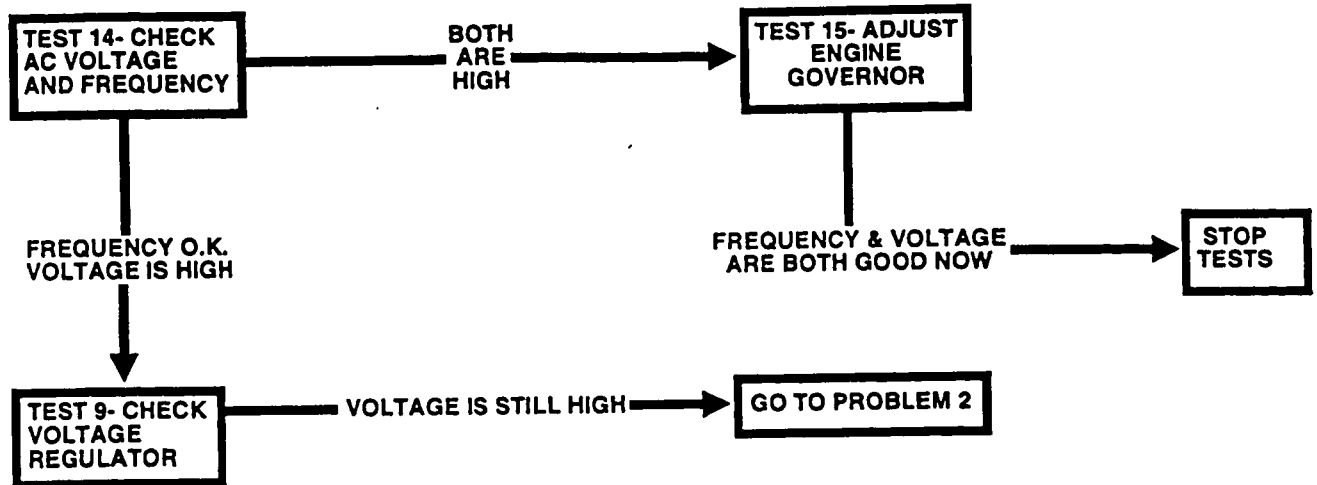 TEST 14- CHECK
AC VOLTAGE
AND FREQUENCY
BOTH
ARE
HIGH
TEST 15- ADJUST
ENGINE
GOVERNOR
FREQUENCY O.K.
VOLTAGE IS HIGH
FREQUENCY & VOLTAGE
ARE BOTH GOOD NOW
STOP
TESTS
TEST 9- CHECK
VOLTAGE
REGULATOR
VOLTAGE IS STILL HIGH
GO TO PROBLEM 2